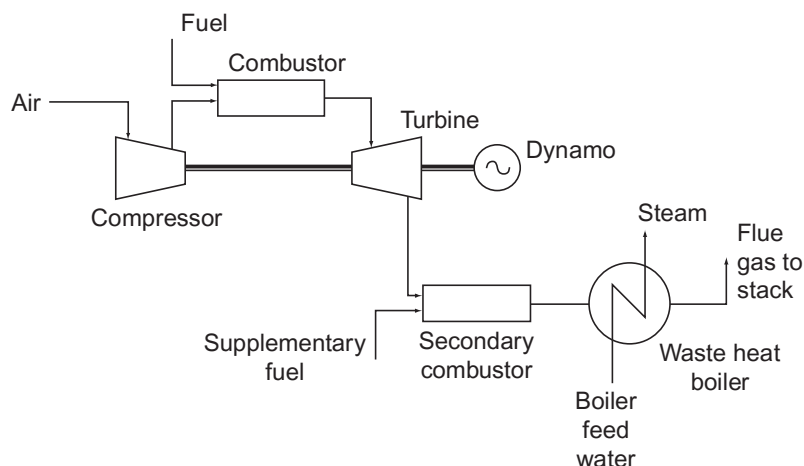 Fuel
Combustor
Air
Turbine
Dynamo
Compressor
Steam
Flue
gas to
stack
Supplementary
fuel
Secondary
combustor
Waste heat
boiler
Boiler
feed
water